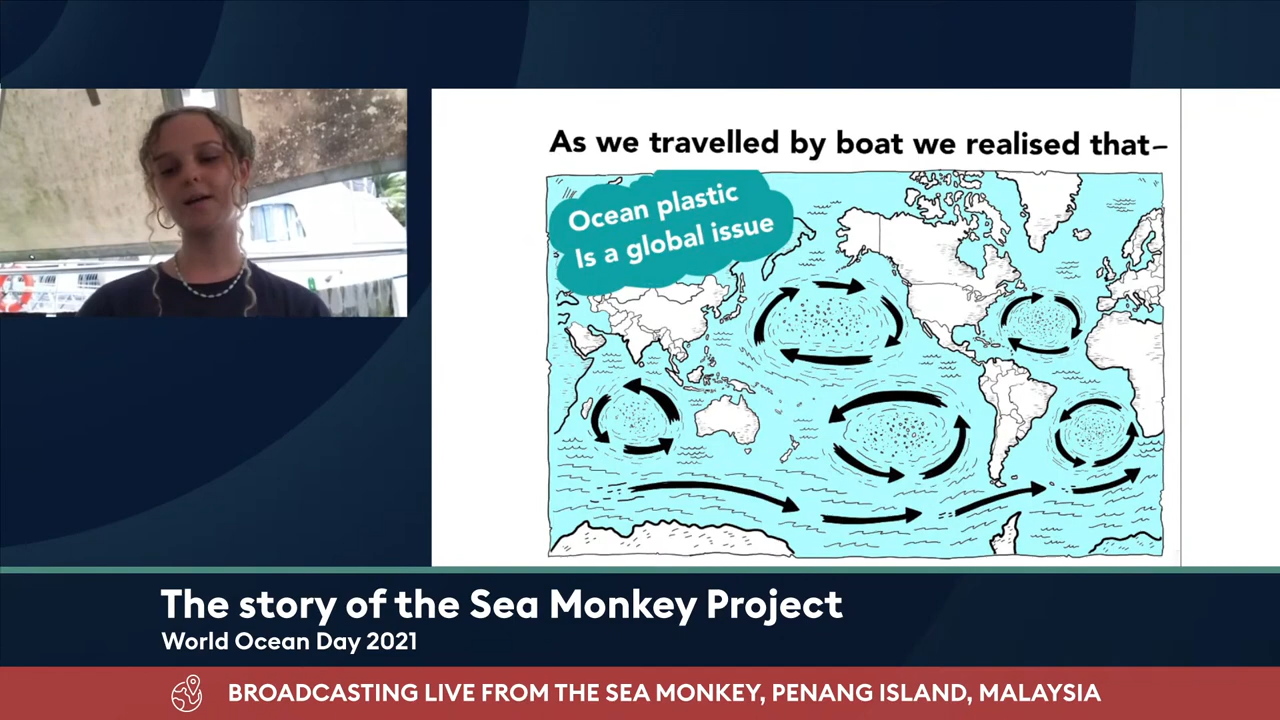 As we travelled by boat we realised that–
Ocean plastic
Is a global issue
The story of the Sea Monkey Project
World Ocean Day 2021
BROADCASTING LIVE FROM THE SEA MONKEY, PENANG ISLAND, MALAYSIA